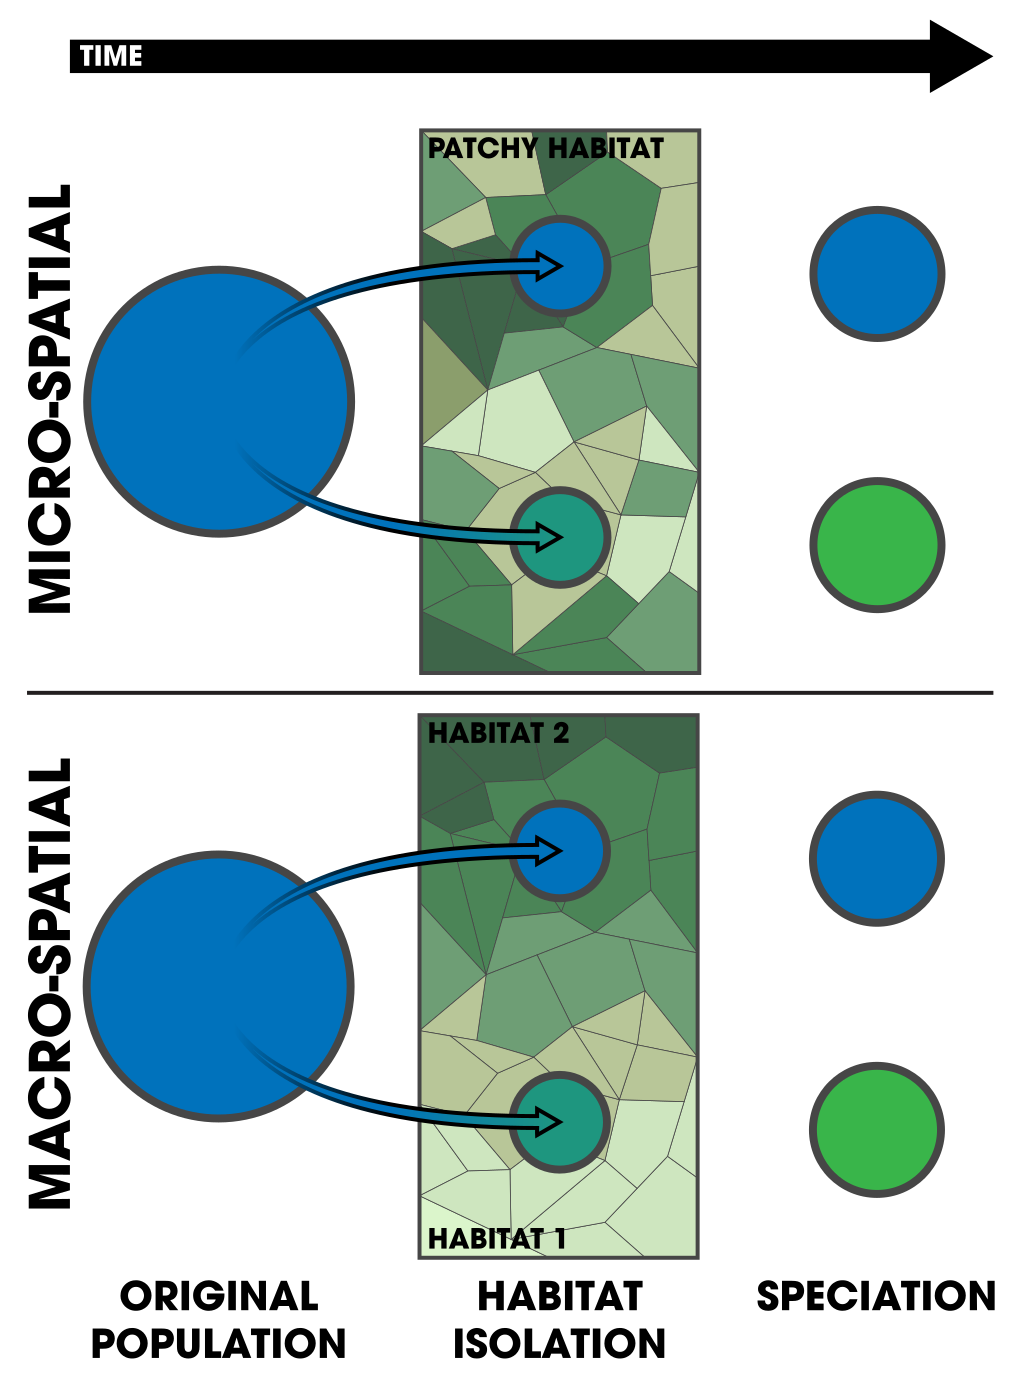 TIME
MICRO-SPATIAL
PATCHY HABITAT
MACRO-SPATIAL
HABITAT 2
HABITAT 1
ORIGINAL
POPULATION
HABITAT
ISOLATION
SPECIATION